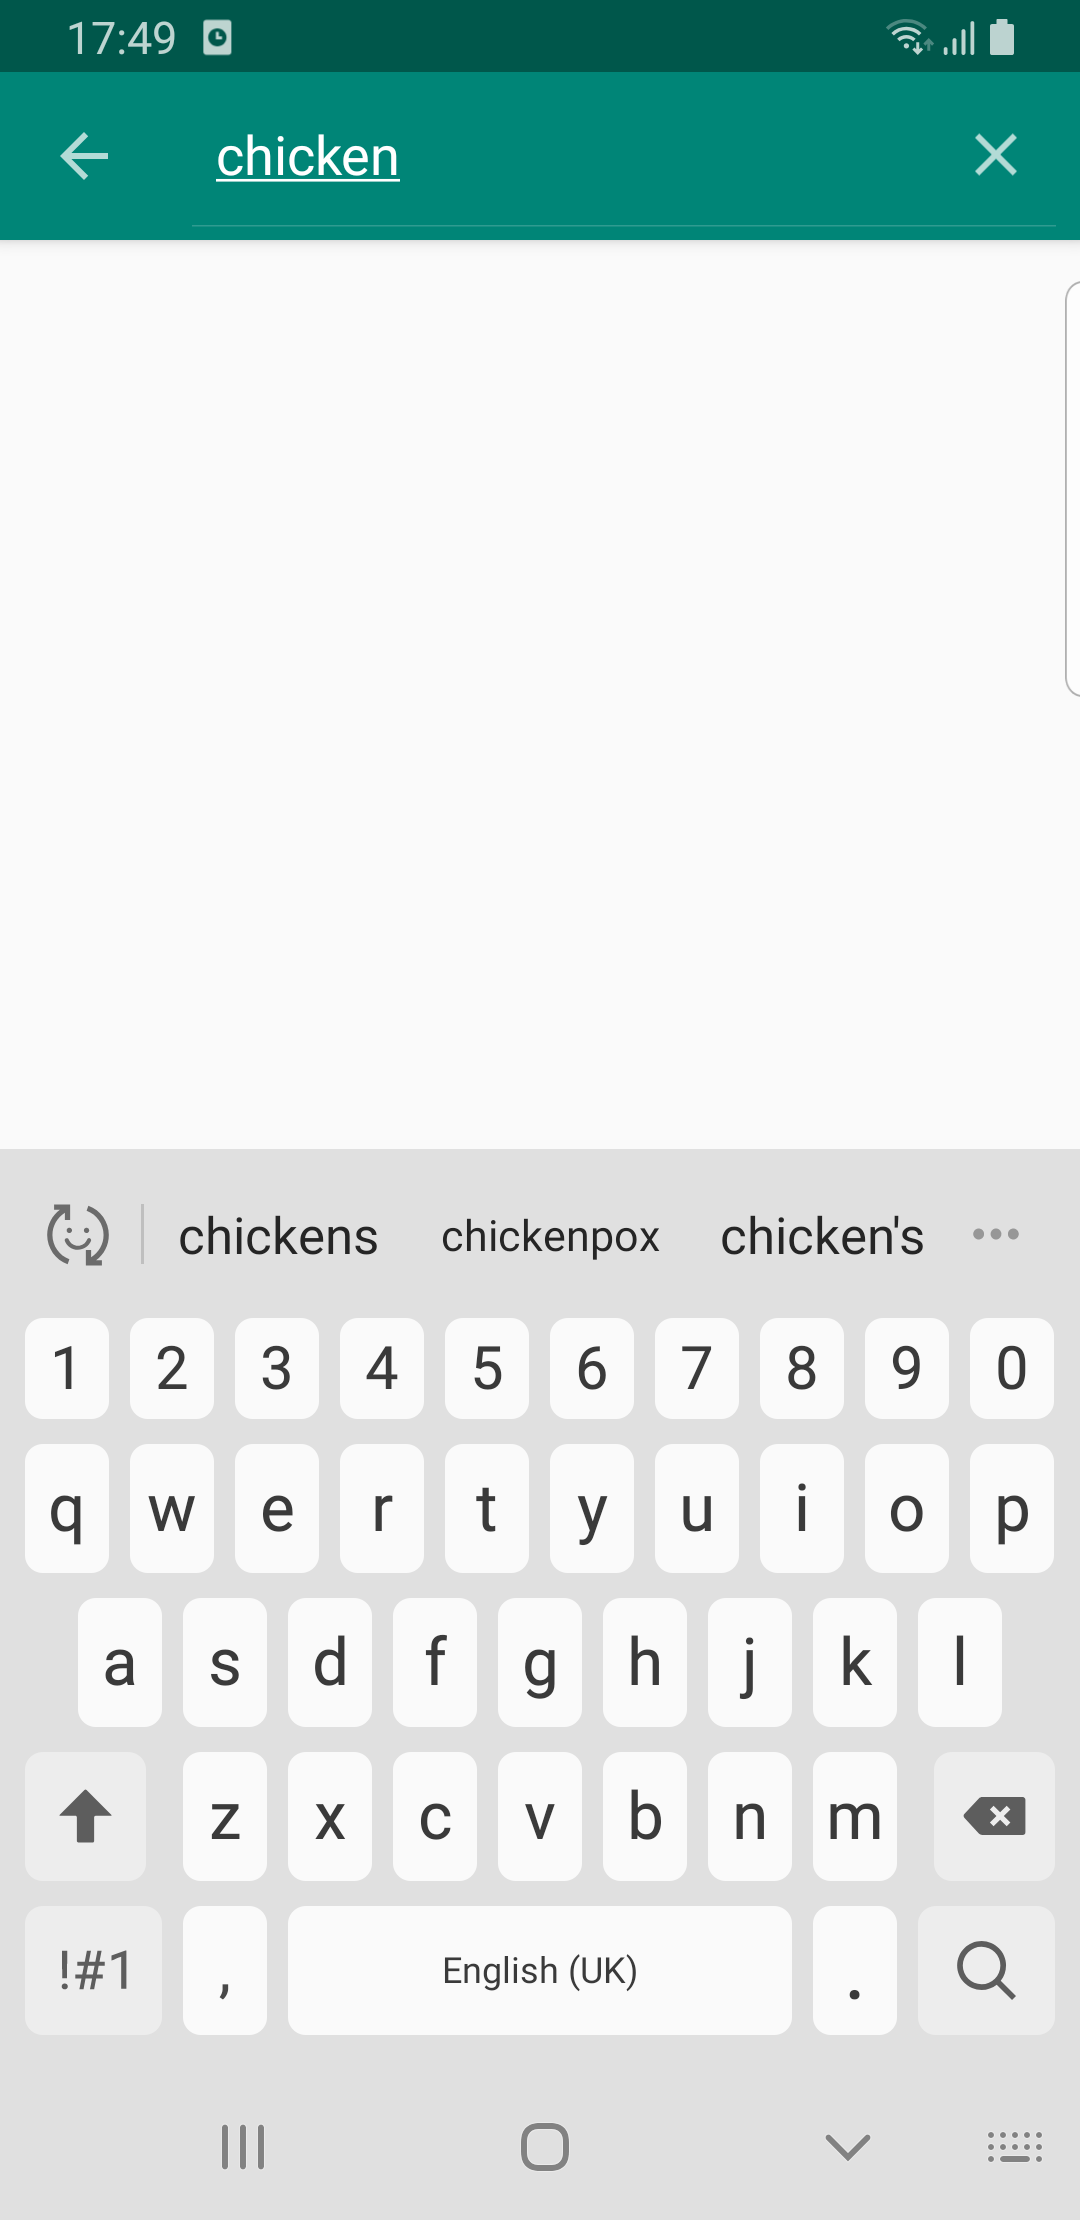 17:49
chicken
chickens chickenpox chicken's
1 2 3 4 5 6 7 8 9 0
q w e r t y u i o p
a s d f g h j k l
z x c v b n m
!#1 , English (UK) .